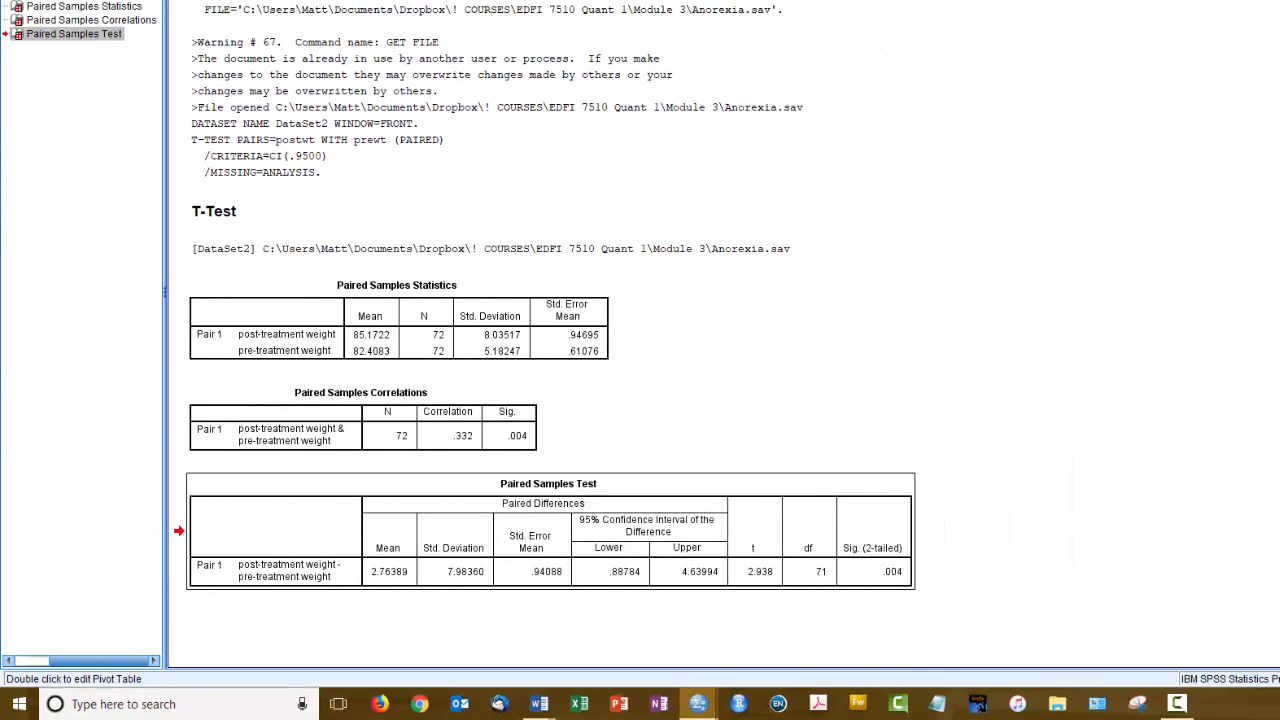 Paired Samples Statistics
Paired Samples Correlations
Paired Samples Test
FILE='C:\Users\Matt\Documents\Dropbox\! COURSES\EDFI 7510 Quant 1\Module 3\Anorexia.sav'.
>Warning # 67.  Command name: GET FILE
>The document is already in use by another user or process.  If you make
>changes to the document they may overwrite changes made by others or your
>changes may be overwritten by others.
>File opened C:\Users\Matt\Documents\Dropbox\! COURSES\EDFI 7510 Quant 1\Module 3\Anorexia.sav
DATASET NAME DataSet2 WINDOW=FRONT.
T-TEST PAIRS=postwt WITH prewt (PAIRED)
/CRITERIA=CI(.9500)
/MISSING=ANALYSIS.
T-Test
[DataSet2] C:\Users\Matt\Documents\Dropbox\! COURSES\EDFI 7510 Quant 1\Module 3\Anorexia.sav
Paired Samples Statistics
Mean N Std. Deviation Std. Error Mean
Pair 1 post-treatment weight 85.1722 72 8.03517 .94695
pre-treatment weight 82.4083 72 5.18247 .61076
Paired Samples Correlations
N Correlation Sig.
Pair 1 post-treatment weight & pre-treatment weight 72 .332 .004
Paired Samples Test
Paired Differences
95% Confidence Interval of the Difference
Mean Std. Deviation Std. Error Mean Lower Upper t df Sig. (2-tailed)
Pair 1 post-treatment weight - pre-treatment weight 2.76389 7.98360 .94088 .88784 4.63994 2.938 71 .004
Double click to edit Pivot Table
IBM SPSS Statistics Pr
Type here to search